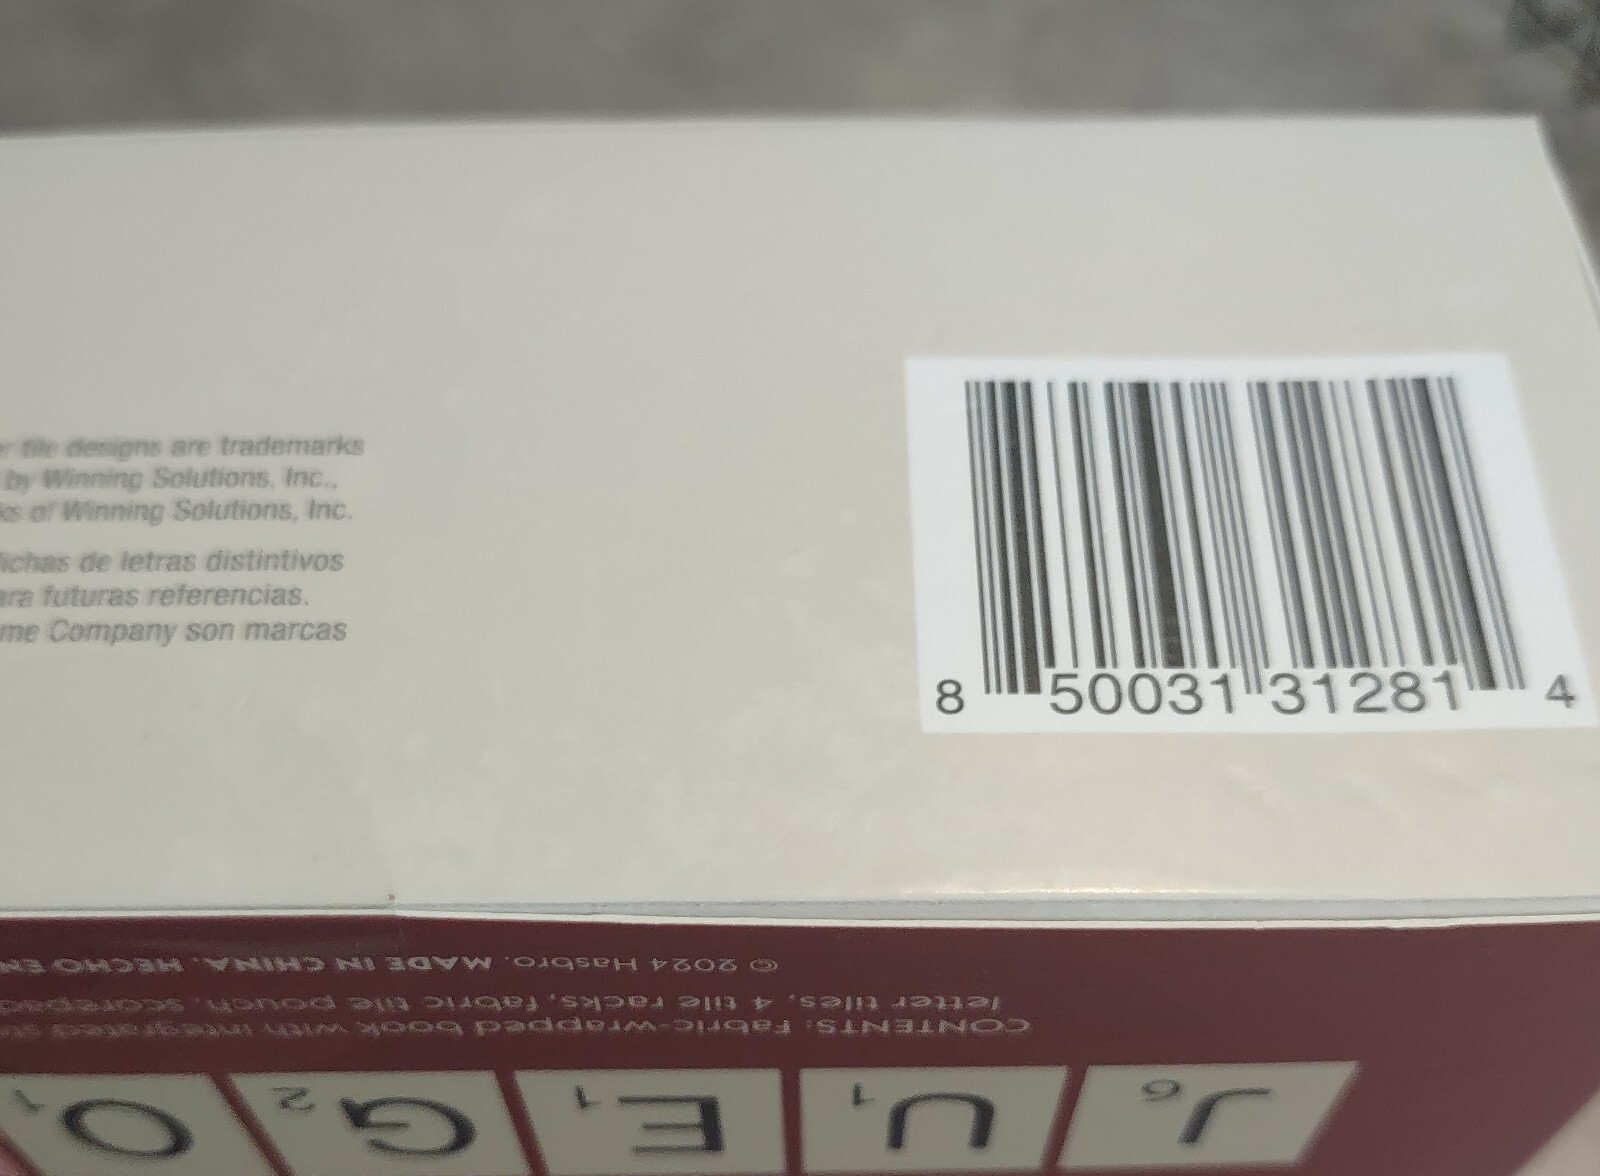 tile designs are trademarks
by Winning Solutions, Inc.,
of Winning Solutions, Inc.
fichas de letras distintivos
para futuras referencias.
Company son marcas
8 50031 31281 4
© 2024 Hasbro. MADE IN CHINA. HECHO EN
letter tiles, 4 tile racks, fabric tile pouch, scorepad
CONTENTS: Fabric-wrapped book with integrated
O1 G2 E1 U1 J6